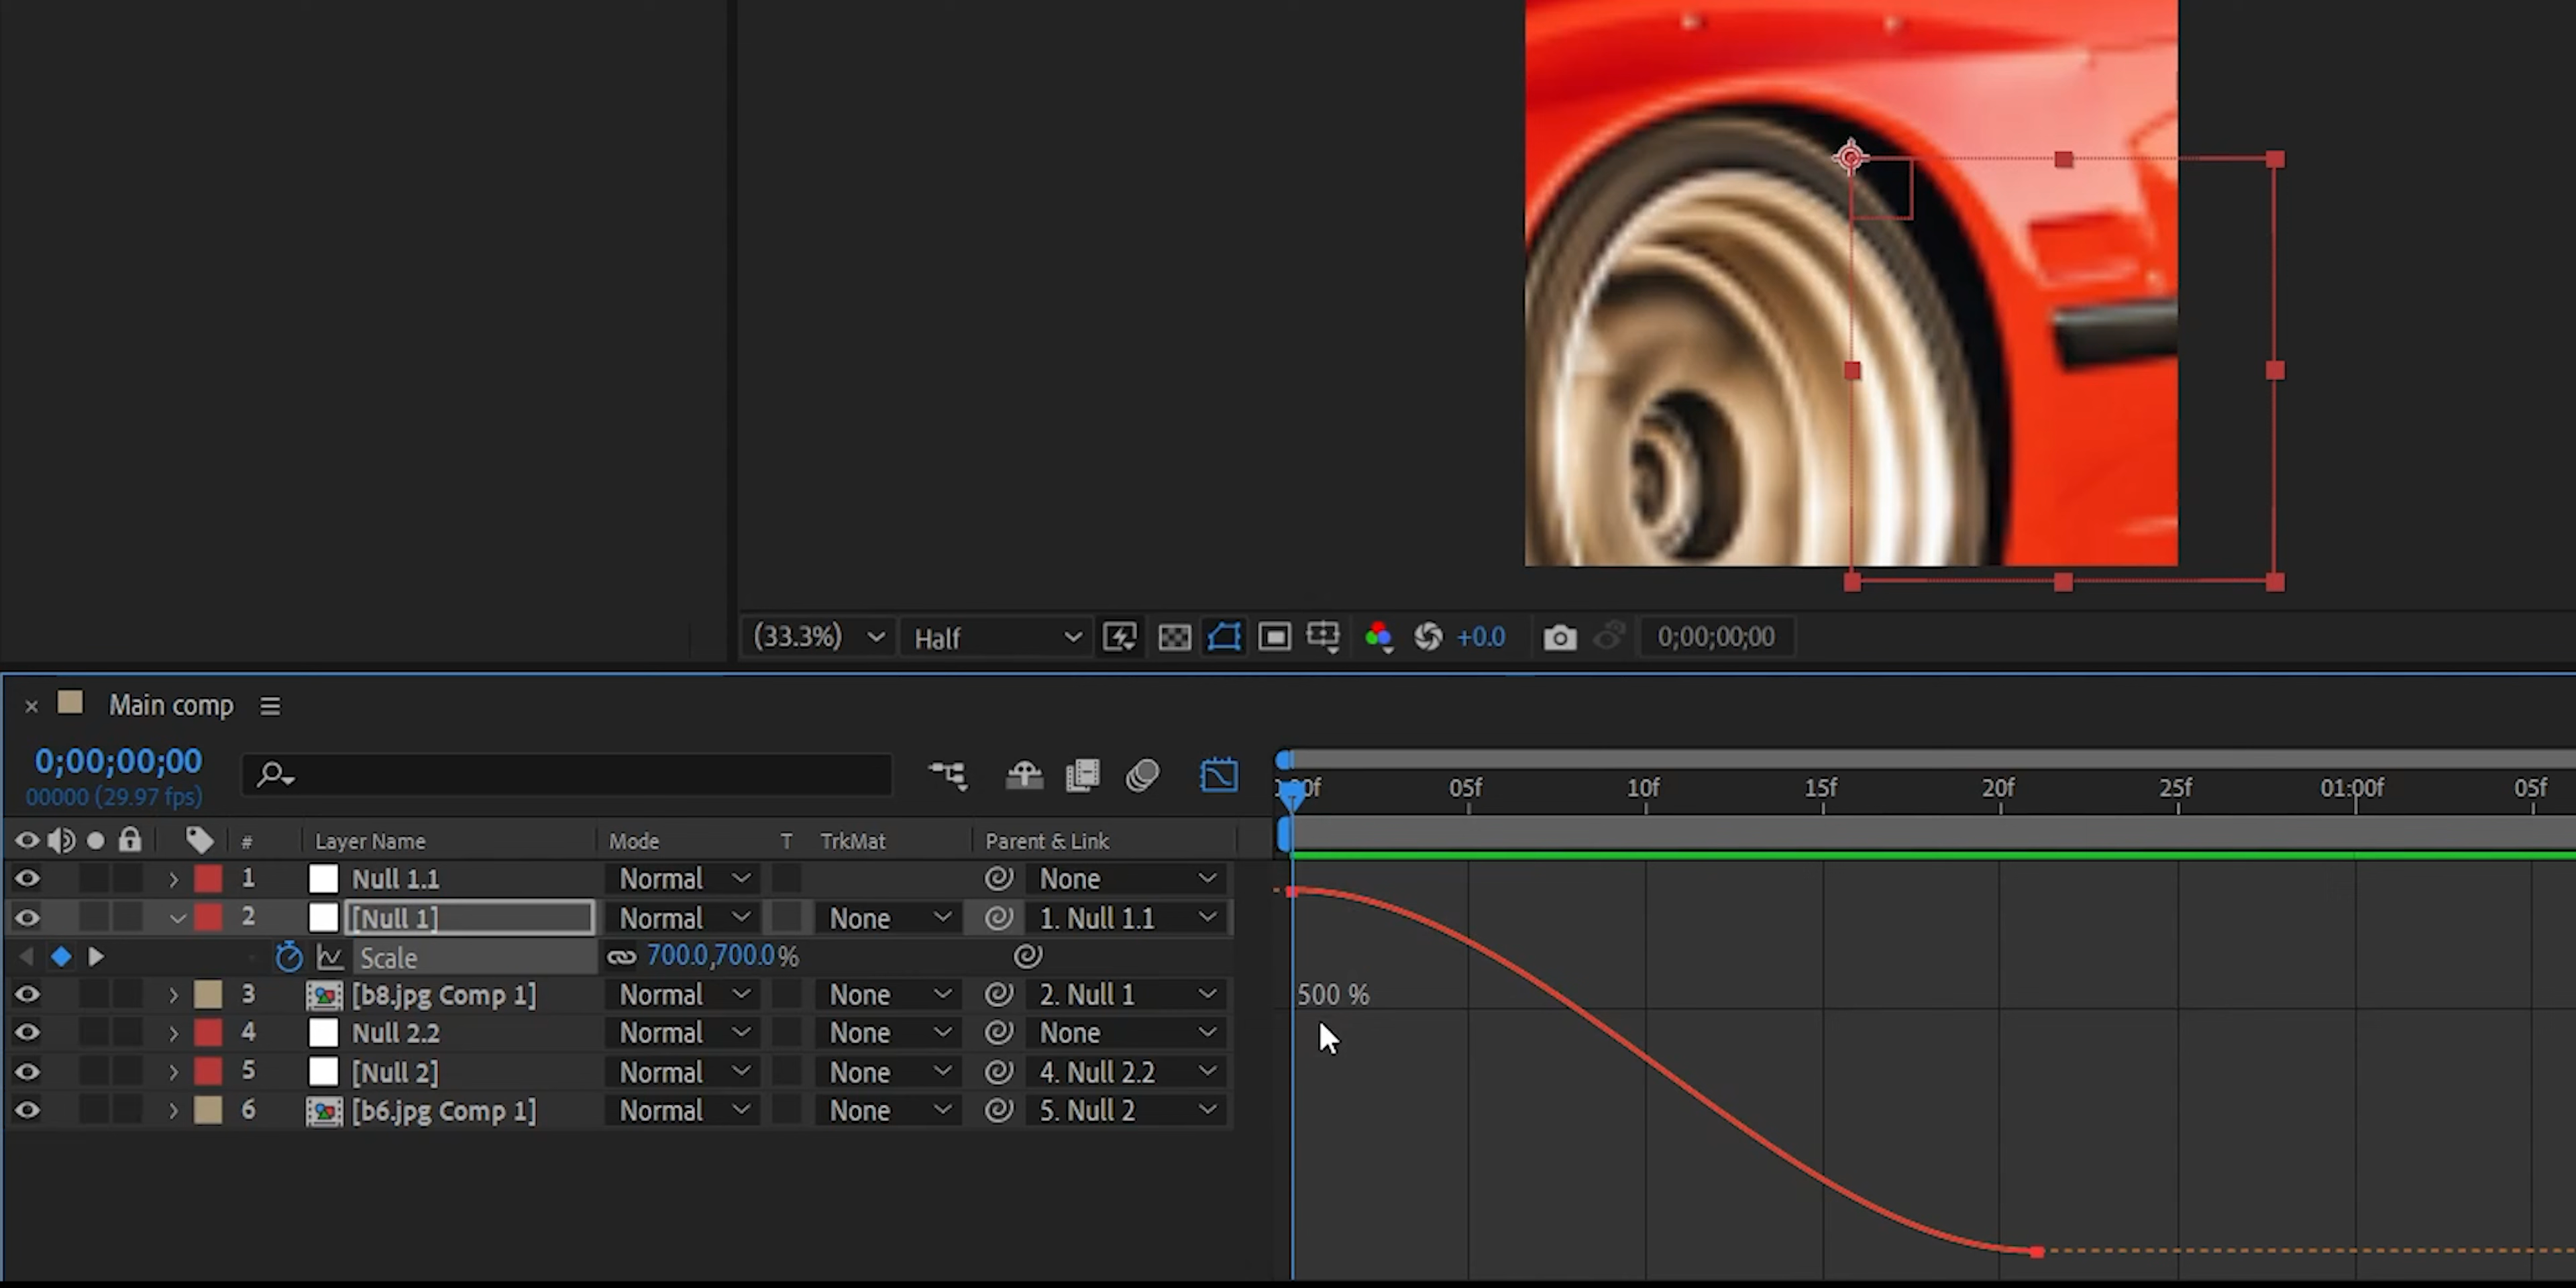 (33.3%) Half +0.0 0;00;00;00
× Main comp
0;00;00;00
00000 (29.97 fps)
05f 10f 15f 20f 25f 01:00f 05f
# Layer Name Mode T TrkMat Parent & Link
1 Null 1.1 Normal None
2 [Null 1] Normal None 1. Null 1.1
Scale 700.0,700.0%
3 [b8.jpg Comp 1] Normal None 2. Null 1
500 %
4 Null 2.2 Normal None None
5 [Null 2] Normal None 4. Null 2.2
6 [b6.jpg Comp 1] Normal None 5. Null 2